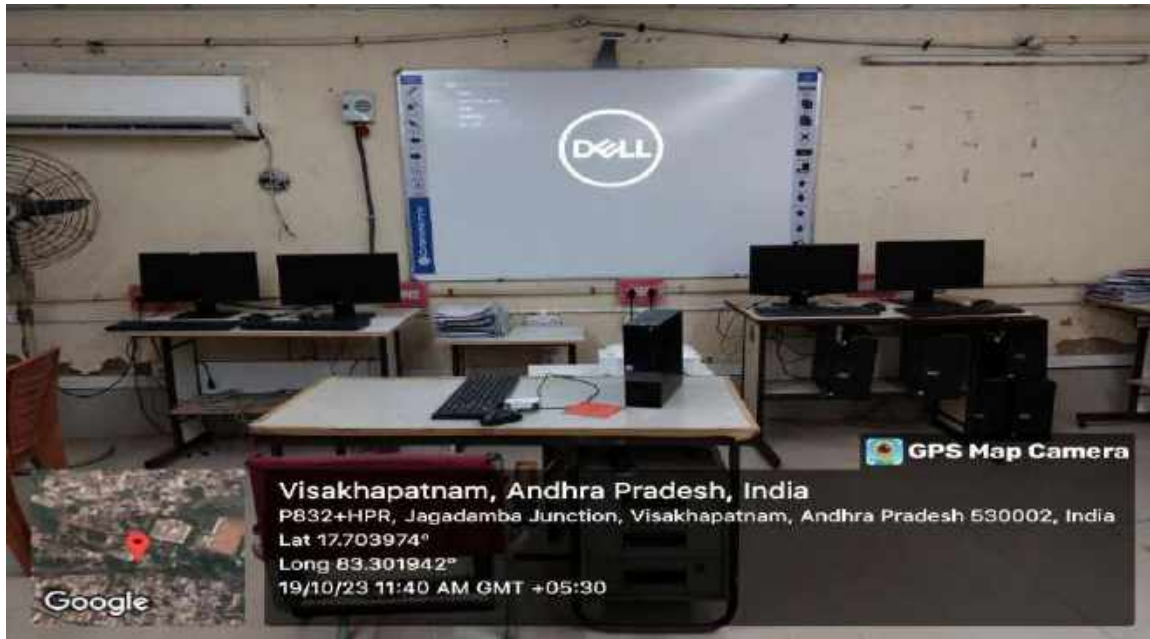 DELL
GPS Map Camera
Visakhapatnam, Andhra Pradesh, India
P832+HPR, Jagadamba Junction, Visakhapatnam, Andhra Pradesh 530002, India
Lat 17.703974°
Long 83.301942°
19/10/23 11:40 AM GMT +05:30
Google